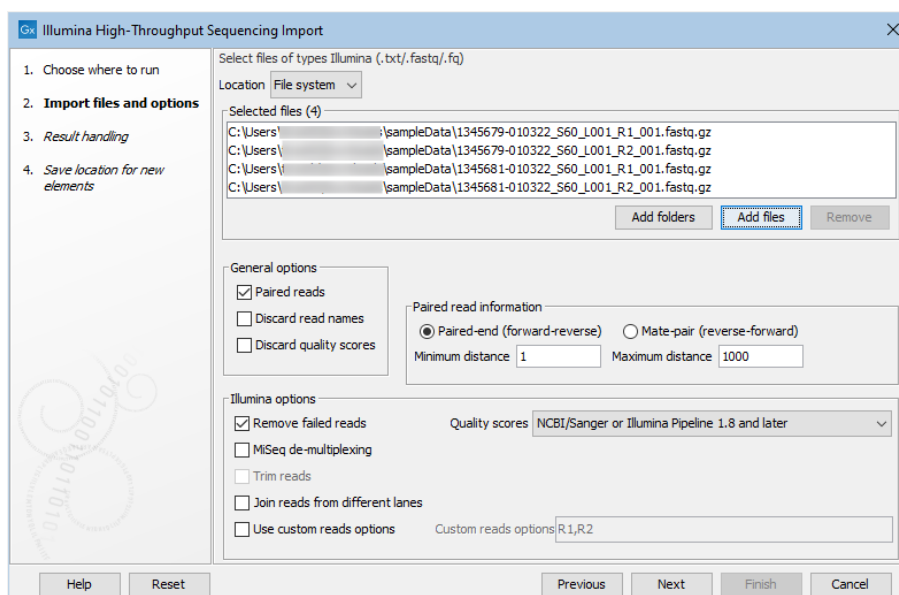 Gx Illumina High-Throughput Sequencing Import
1. Choose where to run
2. Import files and options
3. Result handling
4. Save location for new
elements
Select files of types Illumina (.txt/.fastq/.fq)
Location File system
Selected files (4)
C:\Users\ \sampleData\1345679-010322_S60_L001_R1_001.fastq.gz
C:\Users\ \sampleData\1345679-010322_S60_L001_R2_001.fastq.gz
C:\Users\ \sampleData\1345681-010322_S60_L001_R1_001.fastq.gz
C:\Users\ \sampleData\1345681-010322_S60_L001_R2_001.fastq.gz
Add folders Add files Remove
General options
Paired reads
Discard read names
Discard quality scores
Paired read information
Paired-end (forward-reverse) Mate-pair (reverse-forward)
Minimum distance 1 Maximum distance 1000
Illumina options
Remove failed reads Quality scores NCBI/Sanger or Illumina Pipeline 1.8 and later
MiSeq de-multiplexing
Trim reads
Join reads from different lanes
Use custom reads options Custom reads options R1,R2
Help Reset Previous Next Finish Cancel